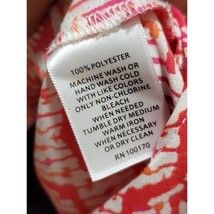 100% POLYESTER
MACHINE WASH OR
HAND WASH COLD
WITH LIKE COLORS
ONLY NON-CHLORINE
BLEACH
WHEN NEEDED
TUMBLE DRY MEDIUM
WARM IRON
WHEN NECESSARY
OR DRY CLEAN
RN 100170